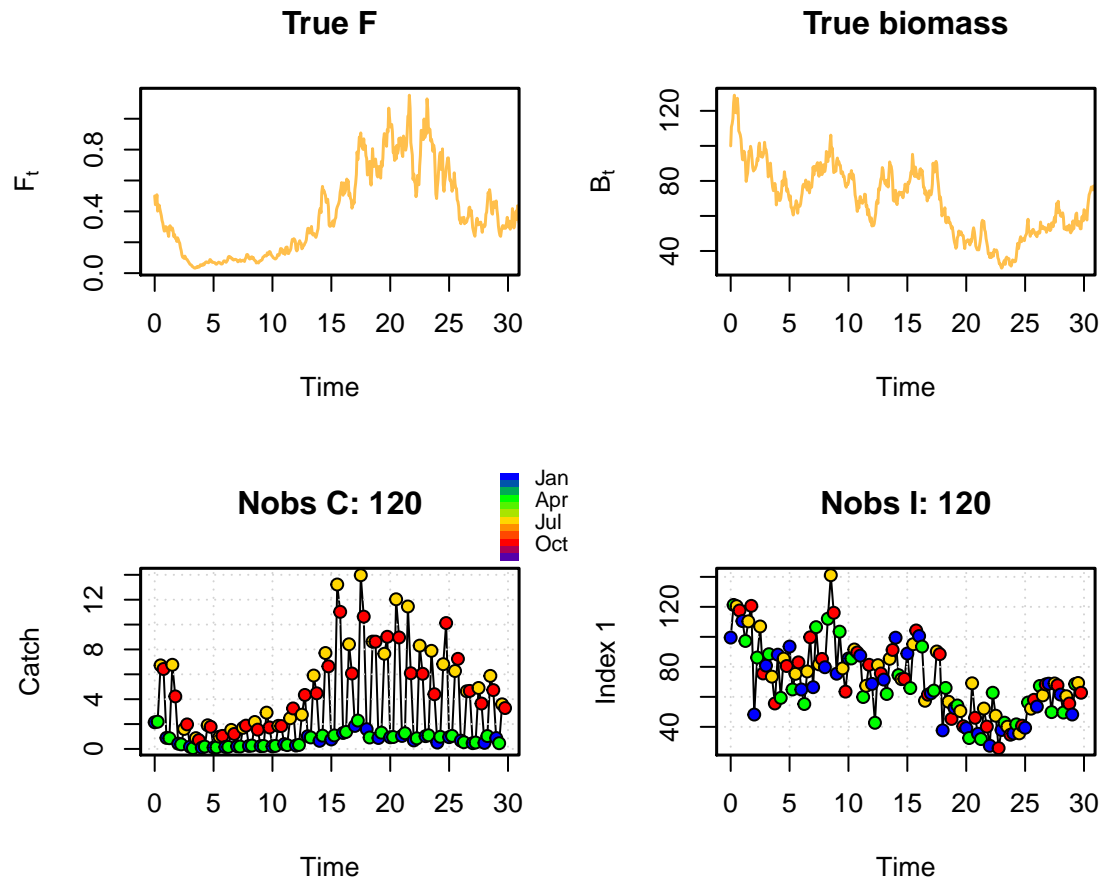 True F
True biomass
F_t
0.0 0.4 0.8
0 5 10 15 20 25 30
Time
B_t
40 80 120
0 5 10 15 20 25 30
Time
Nobs C: 120
Jan
Apr
Jul
Oct
Nobs I: 120
Catch
0 4 8 12
0 5 10 15 20 25 30
Time
Index 1
40 80 120
0 5 10 15 20 25 30
Time